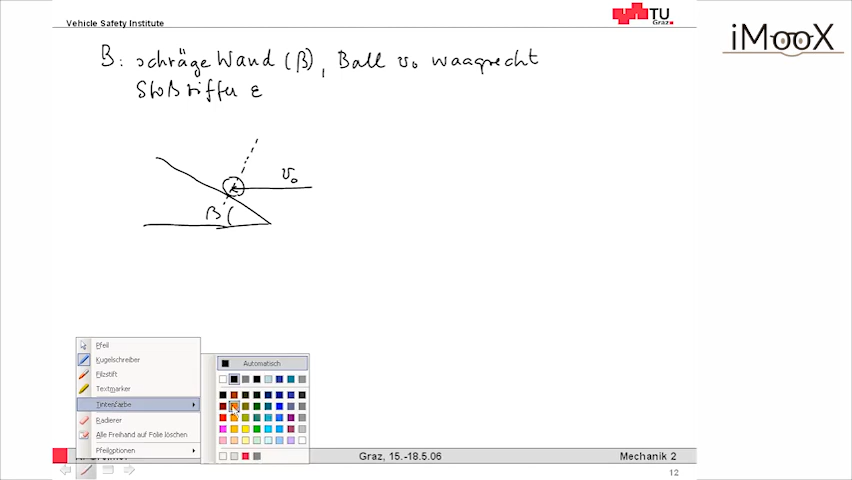 Vehicle Safety Institute
TU
Graz
iMooX
B: schräge Wand (β), Ball v₀ waagrecht
Stoßziffer ε
v₀
β
Pfeil
Kugelschreiber
Filzstift
Textmarker
Tintenfarbe
Radierer
Alle Freihand auf Folie löschen
Pfeiloptionen
Automatisch
Graz, 15.-18.5.06
Mechanik 2
12